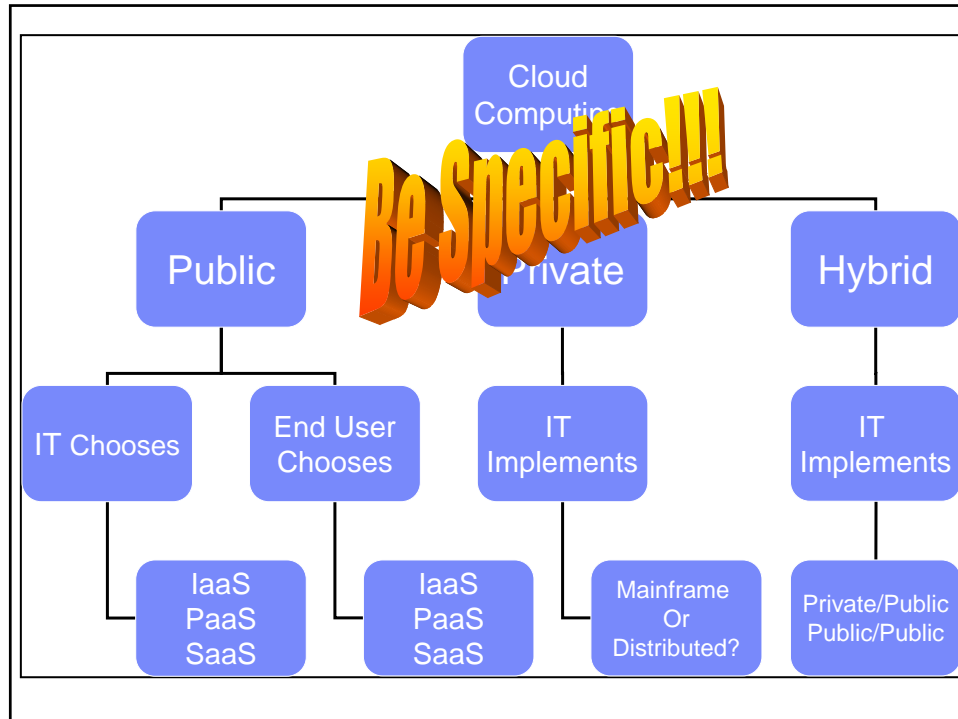 Cloud
Computing
Be Specific!!!
Public
Private
Hybrid
IT Chooses
End User
Chooses
IT
Implements
IT
Implements
IaaS
PaaS
SaaS
IaaS
PaaS
SaaS
Mainframe
Or
Distributed?
Private/Public
Public/Public